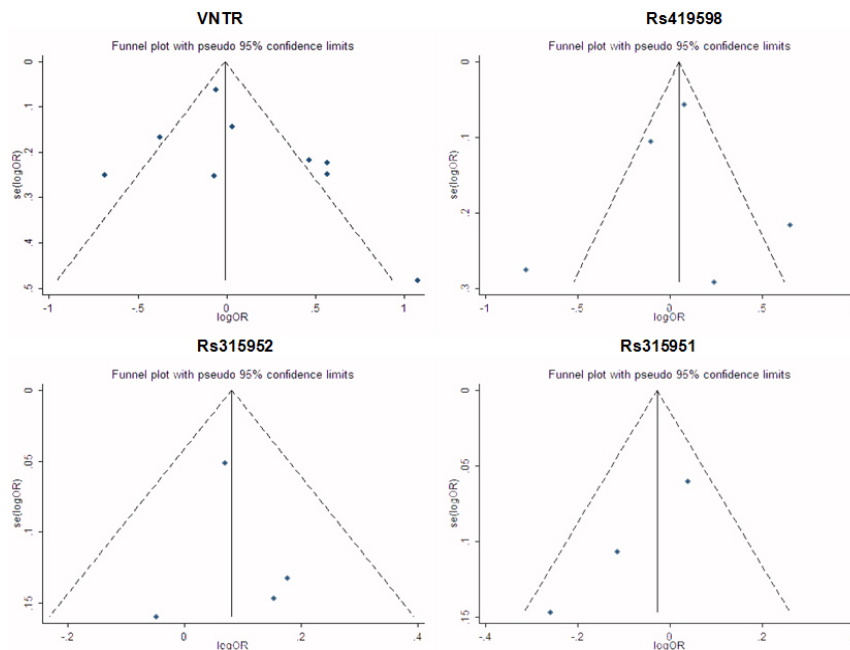 VNTR
Funnel plot with pseudo 95% confidence limits
0
.1
.2
.3
.4
.5
se(logOR)
-1
-.5
0
.5
1
logOR
Rs419598
Funnel plot with pseudo 95% confidence limits
0
.1
.2
.3
se(logOR)
-1
-.5
0
.5
logOR
Rs315952
Funnel plot with pseudo 95% confidence limits
0
.05
.1
.15
se(logOR)
-.2
0
.2
.4
logOR
Rs315951
Funnel plot with pseudo 95% confidence limits
0
.05
.1
.15
se(logOR)
-.4
-.2
0
.2
logOR